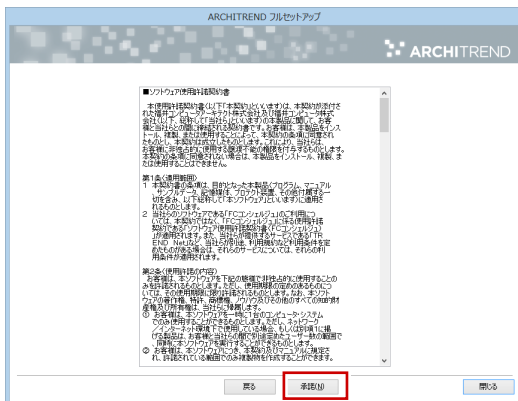 ARCHITREND フルセットアップ
ARCHITREND
■ソフトウェア使用許諾契約書
本使用許諾契約書(以下「本契約」といいます)は、本契約が添付さ
れた福井コンピュータアーキテクト株式会社及び福井コンピュータ株式
会社(以下、総称して「当社」といいます)の本製品に関して、お客
様と当社との間に締結される契約書です。お客様は、本製品をインス
トール、複製、または使用することによって、本契約の条項に同意され
たものとし、本契約は成立したものとします。これにより、当社は、
お客様に非独占的に使用する譲渡不能の権限を付与するものとします。
本契約の条項に同意されない場合は、本製品をインストール、複製、ま
たは使用することはできません。
第1条(適用範囲)
1 本契約書の条項は、目的となった本製品(プログラム、マニュアル
、サンプルデータ、記憶媒体、プロテクト装置、その他付属する一
切を含み、以下総称して「本ソフトウェア」といいます)に適用さ
れるものとします。
2 当社らのソフトウェアである「FCコンシェルジュ」のご利用につ
いては、本契約ではなく、「FCコンシェルジュ」に係る使用許諾
契約である「ソフトウェア使用許諾契約書(FCコンシェルジュ)
」が適用されます。また、当社らが提供するサービスである「TR
END Net」など、当社らが別途、利用規約など利用条件を定
めたものがある場合は、それらのサービスについては、それらの利
用条件が適用されます。
第2条(使用許諾の内容)
お客様は、本ソフトウェアを下記の態様で非独占的に使用することの
みを許諾されるものとします。ただし、使用期限の定めのあるものにつ
いては、その使用期限に限り許諾されるものとします。なお、本ソフト
ウェアの著作権、特許、商標権、ノウハウ及びその他のすべての知的財
産権及び所有権は、当社らに帰属します。
① お客様は、本ソフトウェアを一時に1台のコンピュータ・システム
でのみ使用することができるものとします。ただし、ネットワーク
/インターネット環境下で使用している場合、もしくは別項1に掲
げる製品は、お客様と当社らの間で別途定めたユーザー数の範囲で
、同時に本ソフトウェアを実行することができるものとします。
② お客様は、本ソフトウェアにつき、本契約及びマニュアルに規定さ
れ、許諾されている範囲でのみ複製物を作成することができます。
戻る
承諾(N)
閉じる